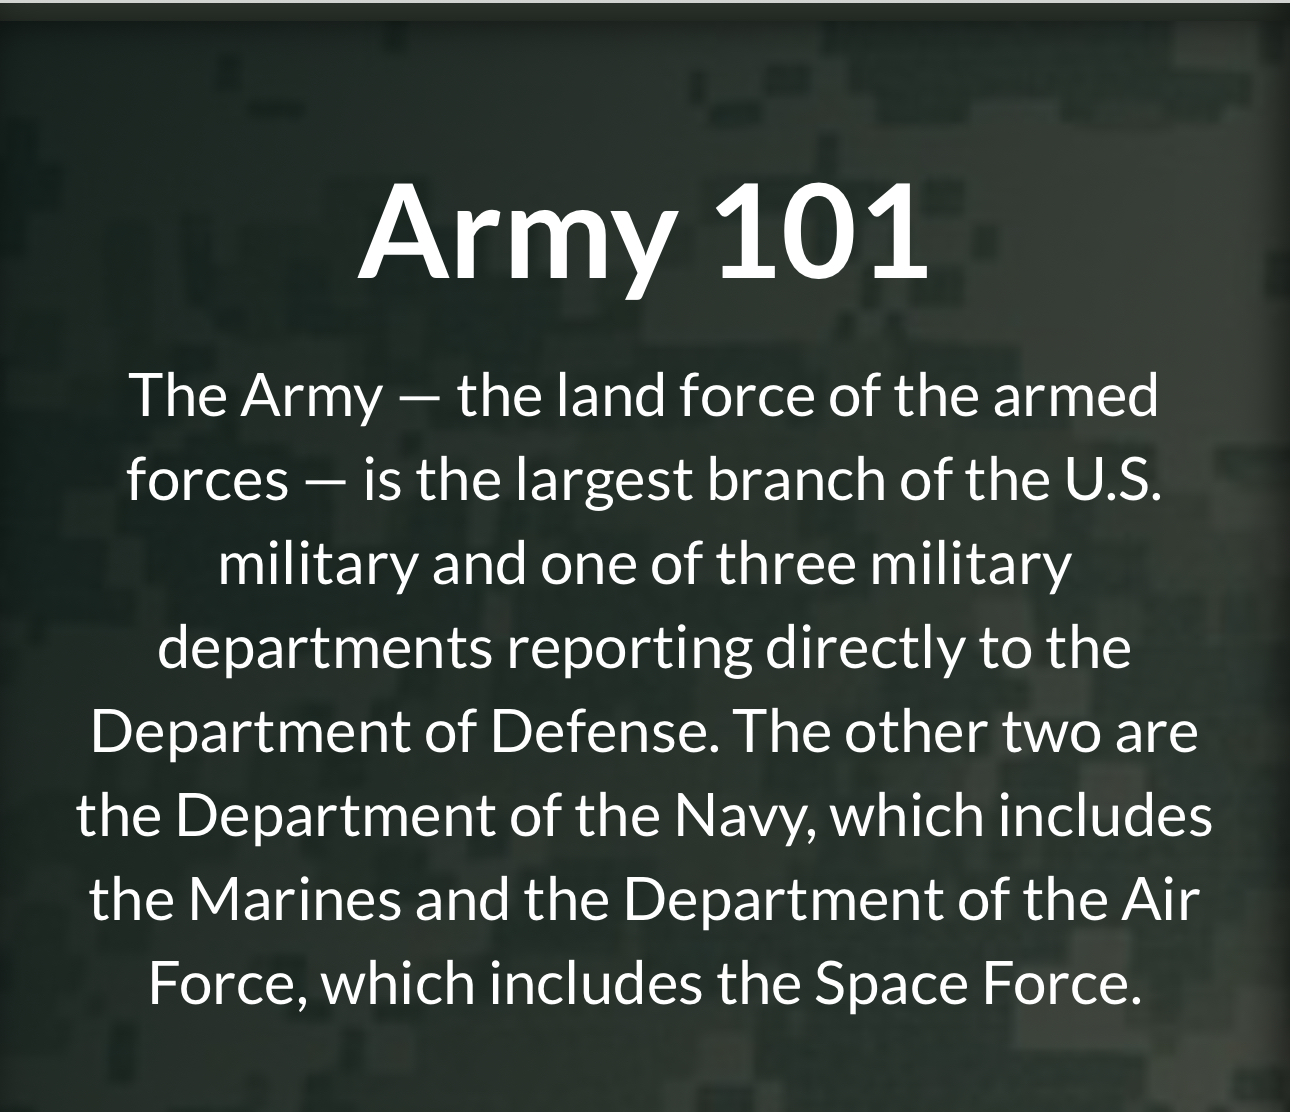 Army 101
The Army — the land force of the armed
forces — is the largest branch of the U.S.
military and one of three military
departments reporting directly to the
Department of Defense. The other two are
the Department of the Navy, which includes
the Marines and the Department of the Air
Force, which includes the Space Force.